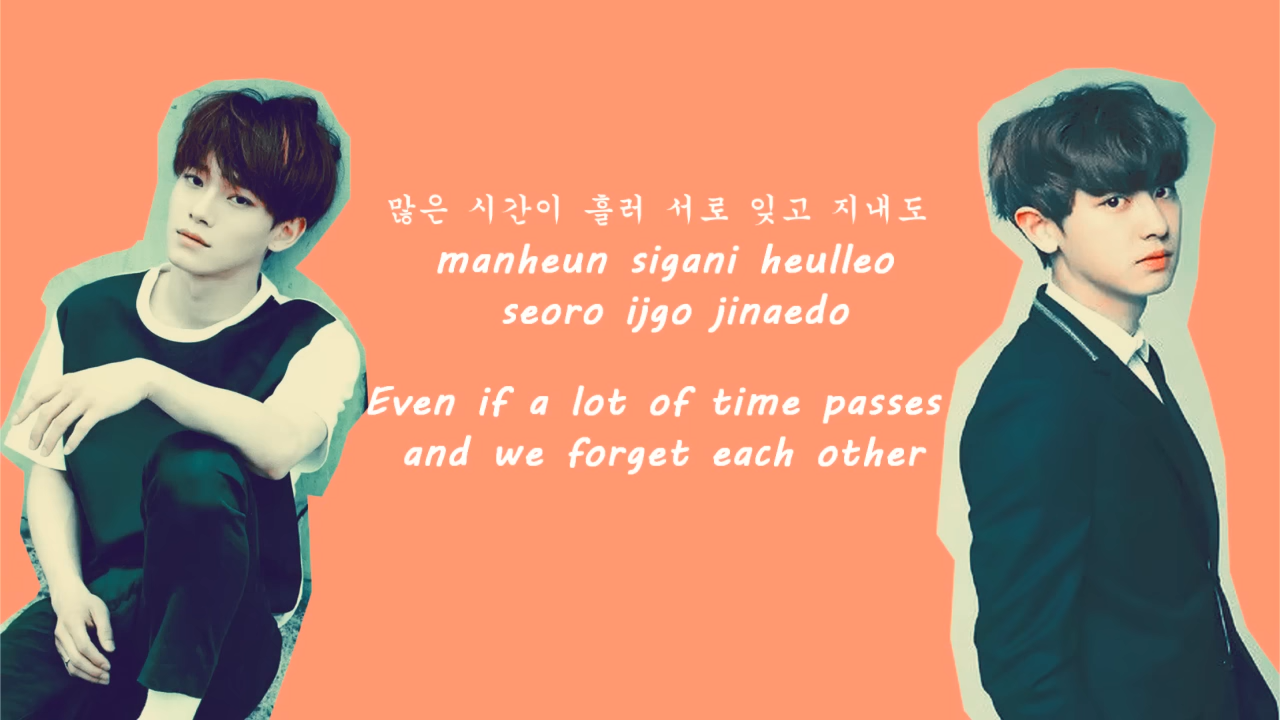 많은 시간이 흘러 서로 잊고 지내도
manheun sigani heulleo
seoro ijgo jinaedo
Even if a lot of time passes
and we forget each other